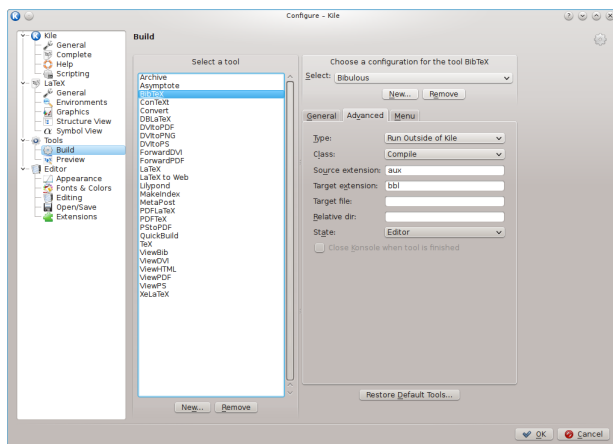 Configure – Kile
Kile
General
Complete
Help
Scripting
LaTeX
General
Environments
Graphics
Structure View
Symbol View
Tools
Build
Preview
Editor
Appearance
Fonts & Colors
Editing
Open/Save
Extensions
Build
Select a tool
Archive
Asymptote
BibTeX
ConTeXt
Convert
DBLaTeX
DVItoPDF
DVItoPNG
DVItoPS
ForwardDVI
ForwardPDF
LaTeX
LaTeX to Web
Lilypond
MakeIndex
MetaPost
PDFLaTeX
PDFTeX
PStoPDF
QuickBuild
TeX
ViewBib
ViewDVI
ViewHTML
ViewPDF
ViewPS
XeLaTeX
New... Remove
Choose a configuration for the tool BibTeX
Select: Bibulous
New... Remove
General Advanced Menu
Type: Run Outside of Kile
Class: Compile
Source extension: aux
Target extension: bbl
Target file:
Relative dir:
State: Editor
Close Konsole when tool is finished
Restore Default Tools...
OK Cancel